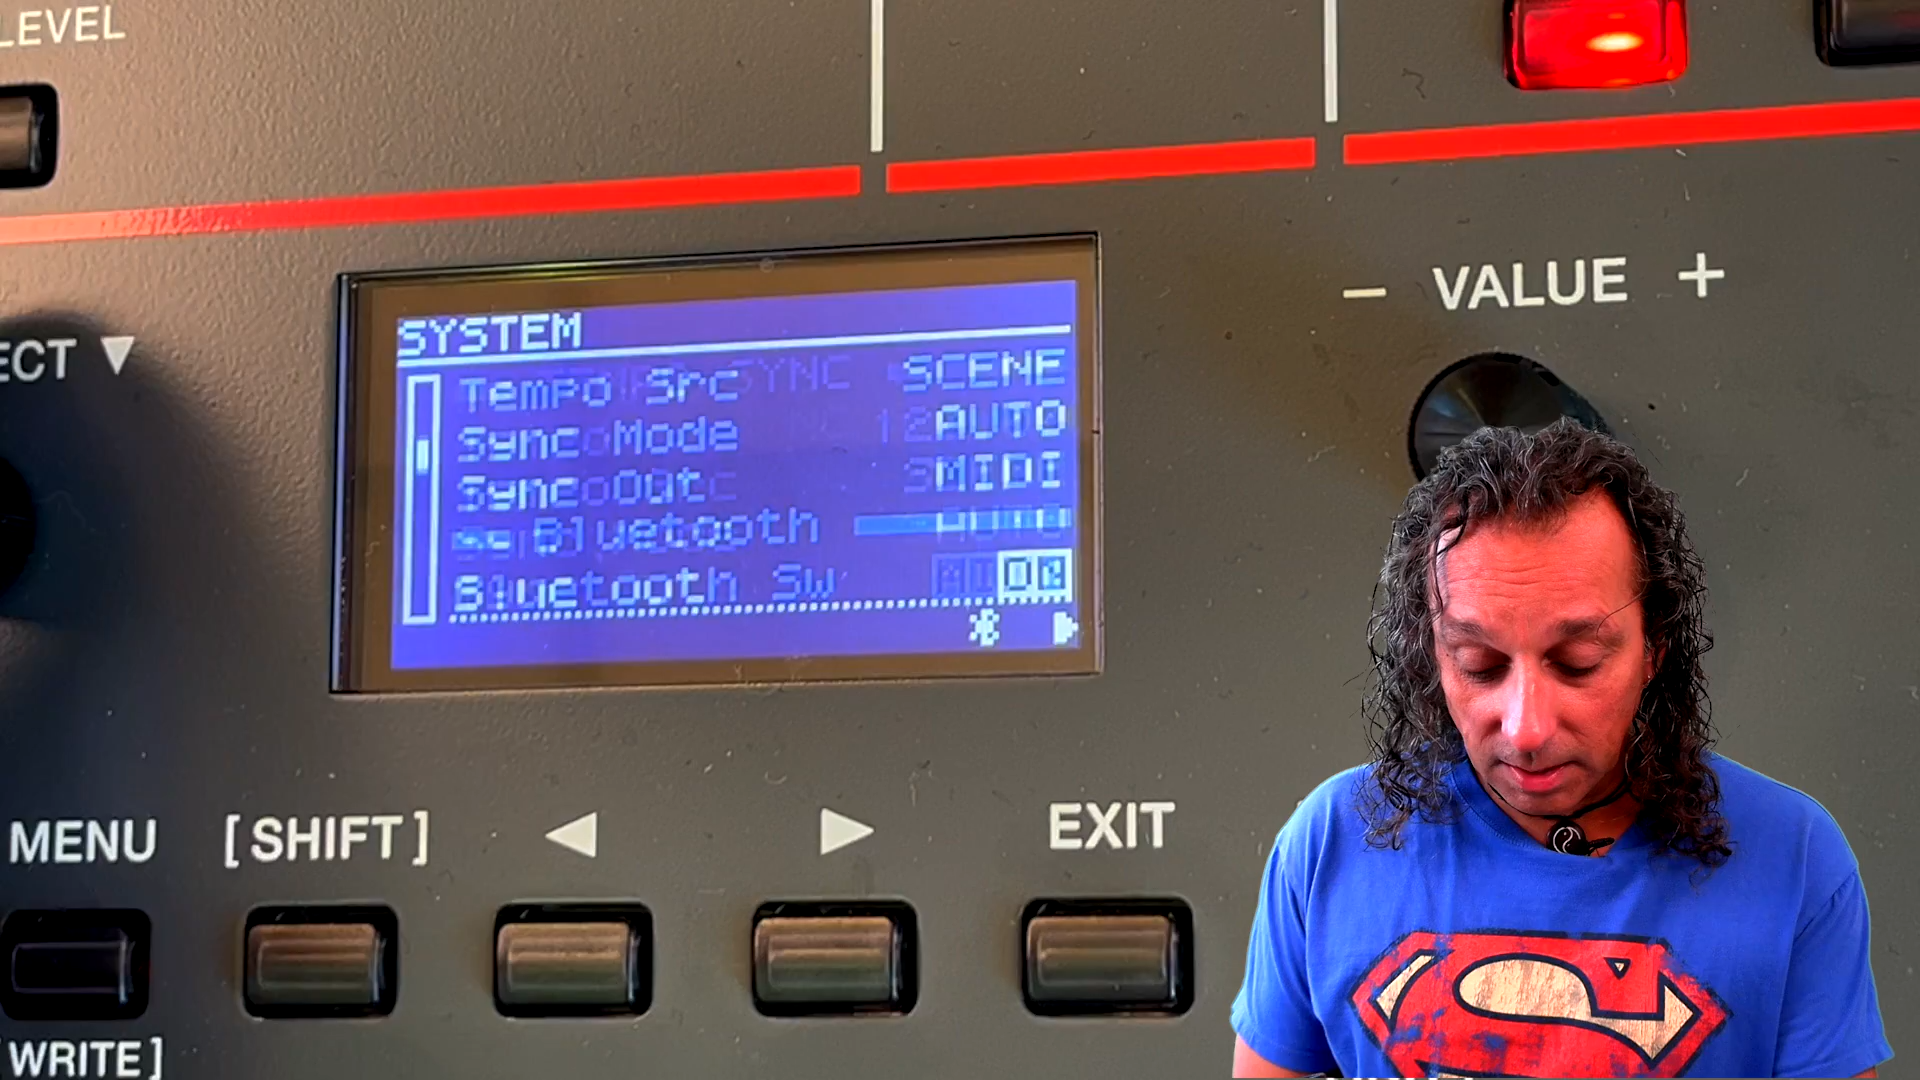 LEVEL
− VALUE +
ECT ▼
SYSTEM
Tempo Src SCENE
Sync Mode AUTO
Sync Out MIDI
Bluetooth AUTO
Bluetooth Sw
MENU [SHIFT] ◀ ▶ EXIT
WRITE]